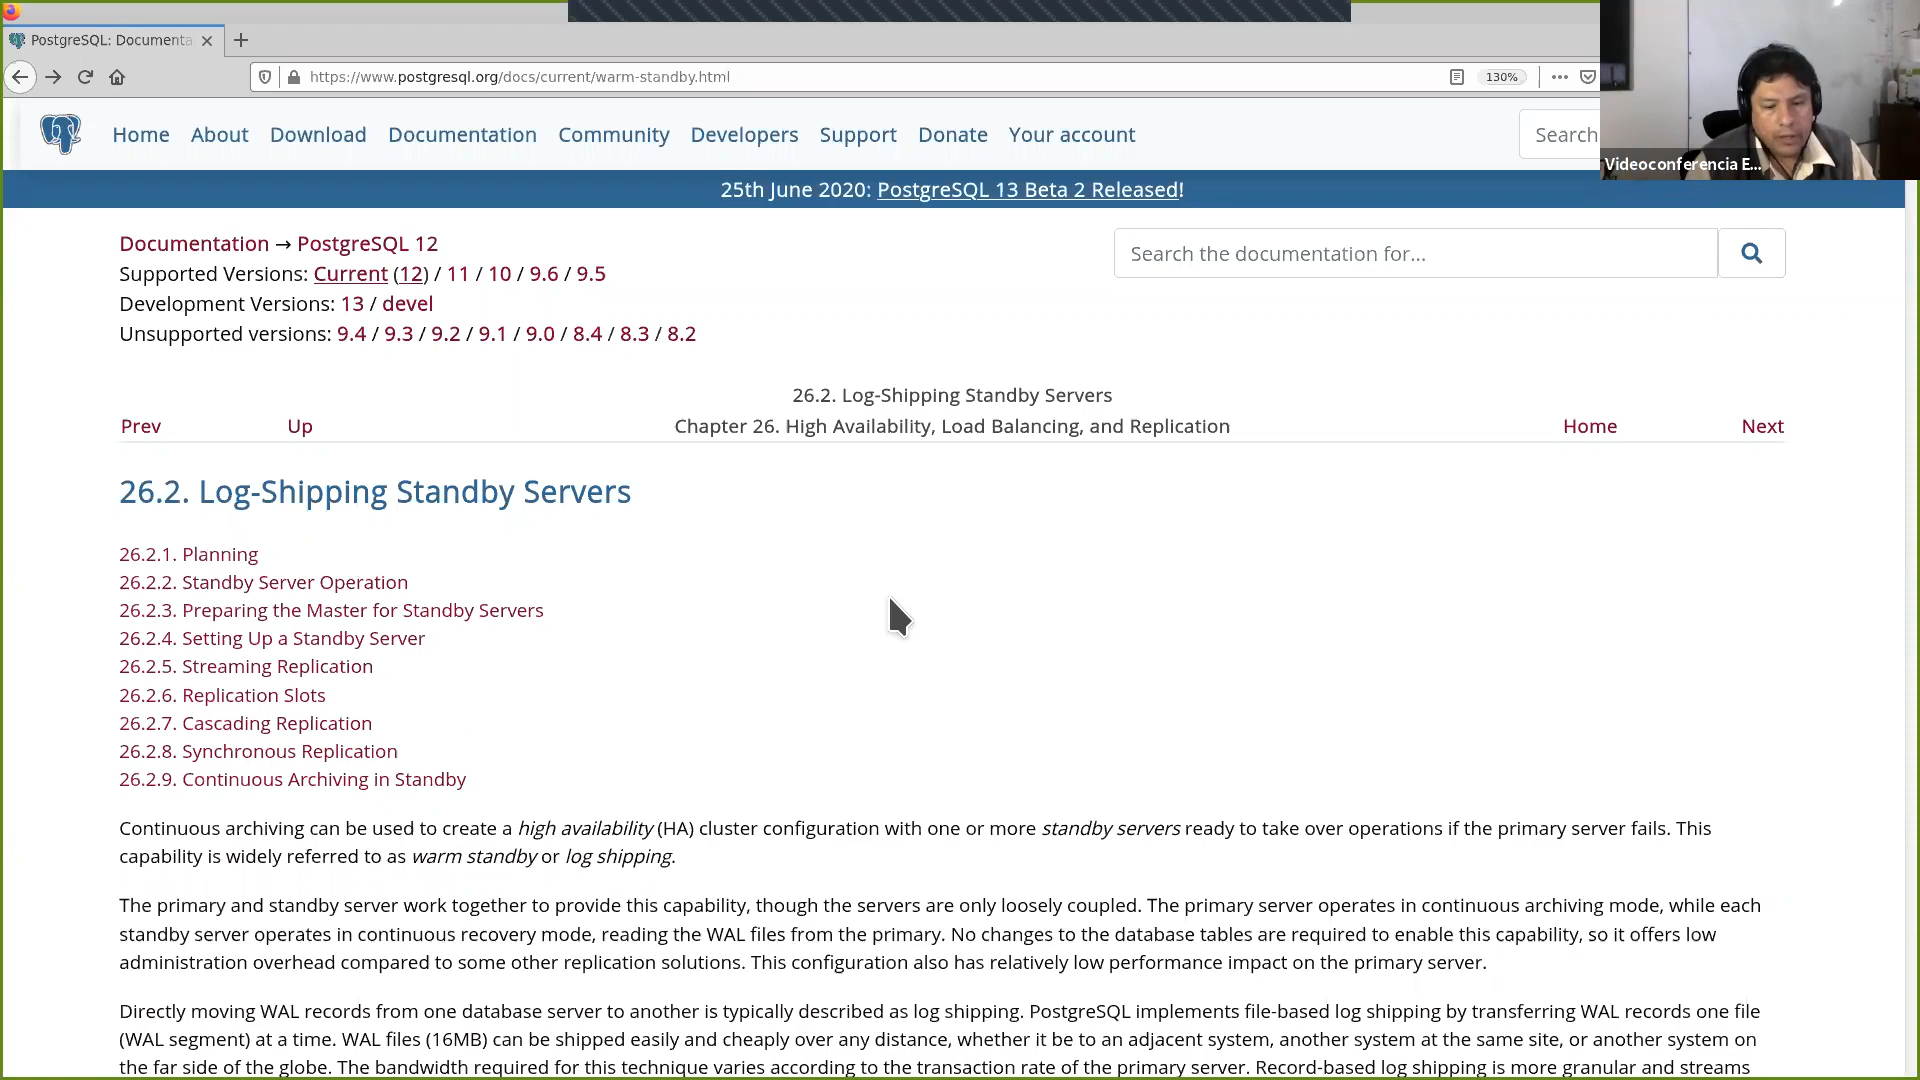 PostgreSQL: Documenta
https://www.postgresql.org/docs/current/warm-standby.html
130%
Home About Download Documentation Community Developers Support Donate Your account
Search
Videoconferencia E...
25th June 2020: PostgreSQL 13 Beta 2 Released!
Documentation → PostgreSQL 12
Search the documentation for...
Supported Versions: Current (12) / 11 / 10 / 9.6 / 9.5
Development Versions: 13 / devel
Unsupported versions: 9.4 / 9.3 / 9.2 / 9.1 / 9.0 / 8.4 / 8.3 / 8.2
26.2. Log-Shipping Standby Servers
Prev Up Chapter 26. High Availability, Load Balancing, and Replication Home Next
26.2. Log-Shipping Standby Servers
26.2.1. Planning
26.2.2. Standby Server Operation
26.2.3. Preparing the Master for Standby Servers
26.2.4. Setting Up a Standby Server
26.2.5. Streaming Replication
26.2.6. Replication Slots
26.2.7. Cascading Replication
26.2.8. Synchronous Replication
26.2.9. Continuous Archiving in Standby
Continuous archiving can be used to create a high availability (HA) cluster configuration with one or more standby servers ready to take over operations if the primary server fails. This
capability is widely referred to as warm standby or log shipping.
The primary and standby server work together to provide this capability, though the servers are only loosely coupled. The primary server operates in continuous archiving mode, while each
standby server operates in continuous recovery mode, reading the WAL files from the primary. No changes to the database tables are required to enable this capability, so it offers low
administration overhead compared to some other replication solutions. This configuration also has relatively low performance impact on the primary server.
Directly moving WAL records from one database server to another is typically described as log shipping. PostgreSQL implements file-based log shipping by transferring WAL records one file
(WAL segment) at a time. WAL files (16MB) can be shipped easily and cheaply over any distance, whether it be to an adjacent system, another system at the same site, or another system on
the far side of the globe. The bandwidth required for this technique varies according to the transaction rate of the primary server. Record-based log shipping is more granular and streams